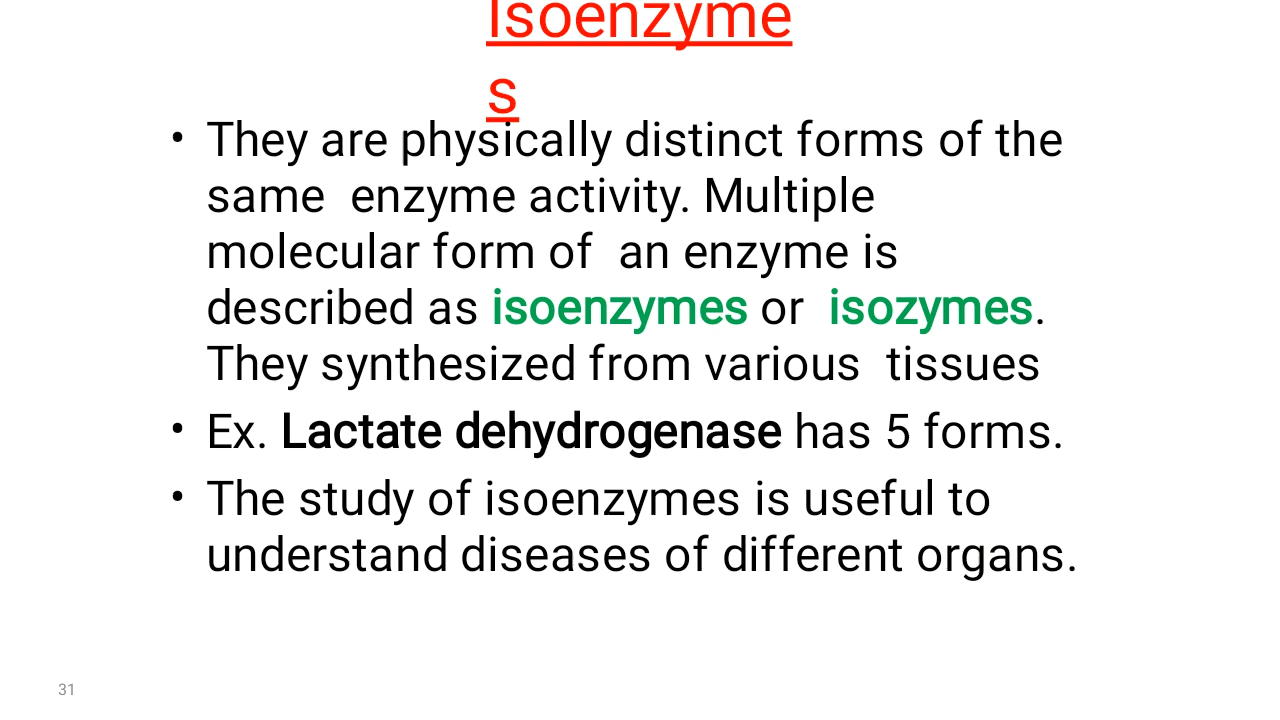 Isoenzyme
s
• They are physically distinct forms of the
same enzyme activity. Multiple
molecular form of an enzyme is
described as isoenzymes or isozymes.
They synthesized from various tissues
• Ex. Lactate dehydrogenase has 5 forms.
• The study of isoenzymes is useful to
understand diseases of different organs.
31